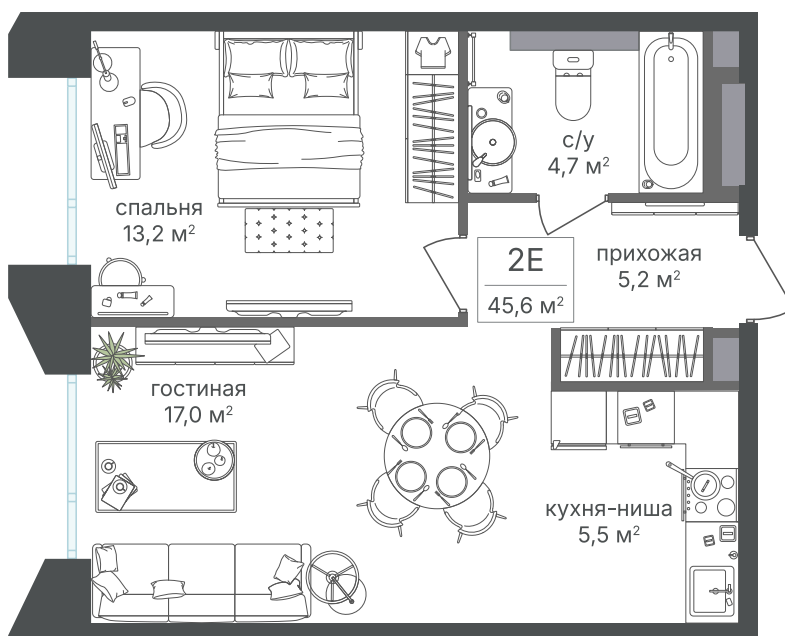 с/у
4,7 м²
спальня
13,2 м²
2Е
45,6 м²
прихожая
5,2 м²
гостиная
17,0 м²
кухня-ниша
5,5 м²